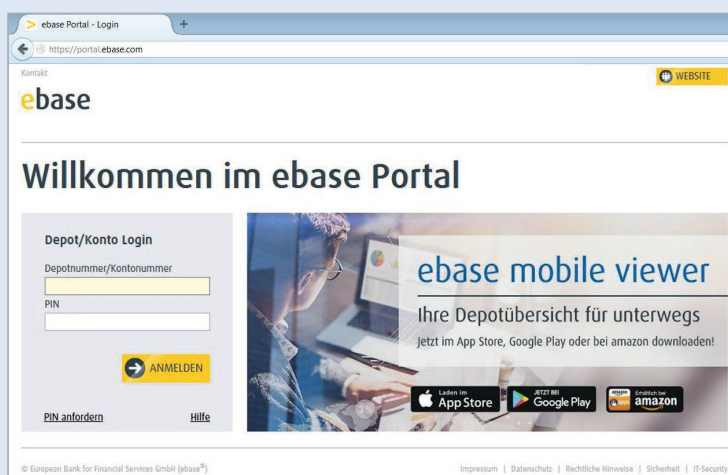 ebase Portal - Login
https://portal.ebase.com
Kontakt
WEBSITE
ebase
Willkommen im ebase Portal
Depot/Konto Login
Depotnummer/Kontonummer
PIN
ANMELDEN
PIN anfordern
Hilfe
ebase mobile viewer
Ihre Depotübersicht für unterwegs
Jetzt im App Store, Google Play oder bei amazon downloaden!
Laden im
App Store
JETZT BEI
Google Play
amazon
apps
Erhältlich bei
amazon
© European Bank for Financial Services GmbH (ebase®)
Impressum | Datenschutz | Rechtliche Hinweise | Sicherheit | IT-Security